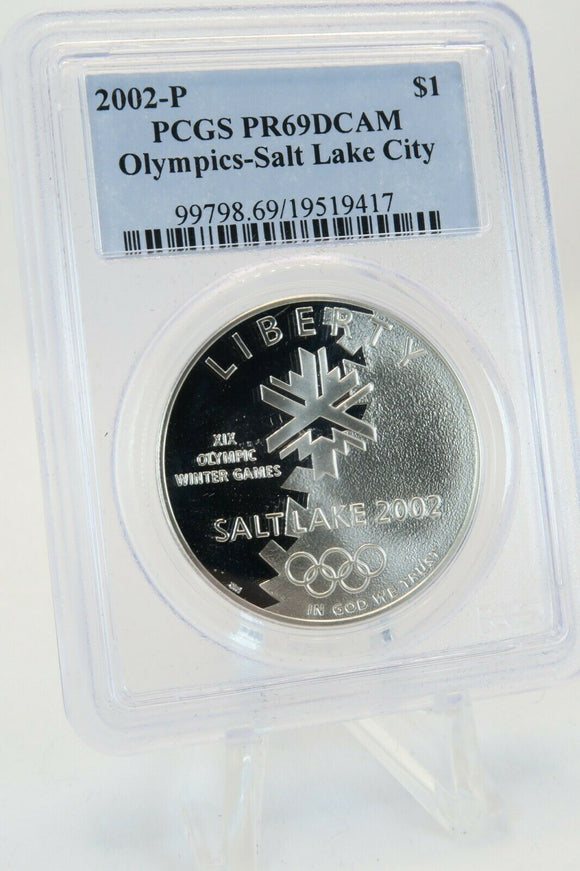 2002-P $1
PCGS PR69DCAM
Olympics-Salt Lake City
99798.69/19519417
LIBERTY
XIX
OLYMPIC
WINTER GAMES
SALT LAKE 2002
IN GOD WE TRUST